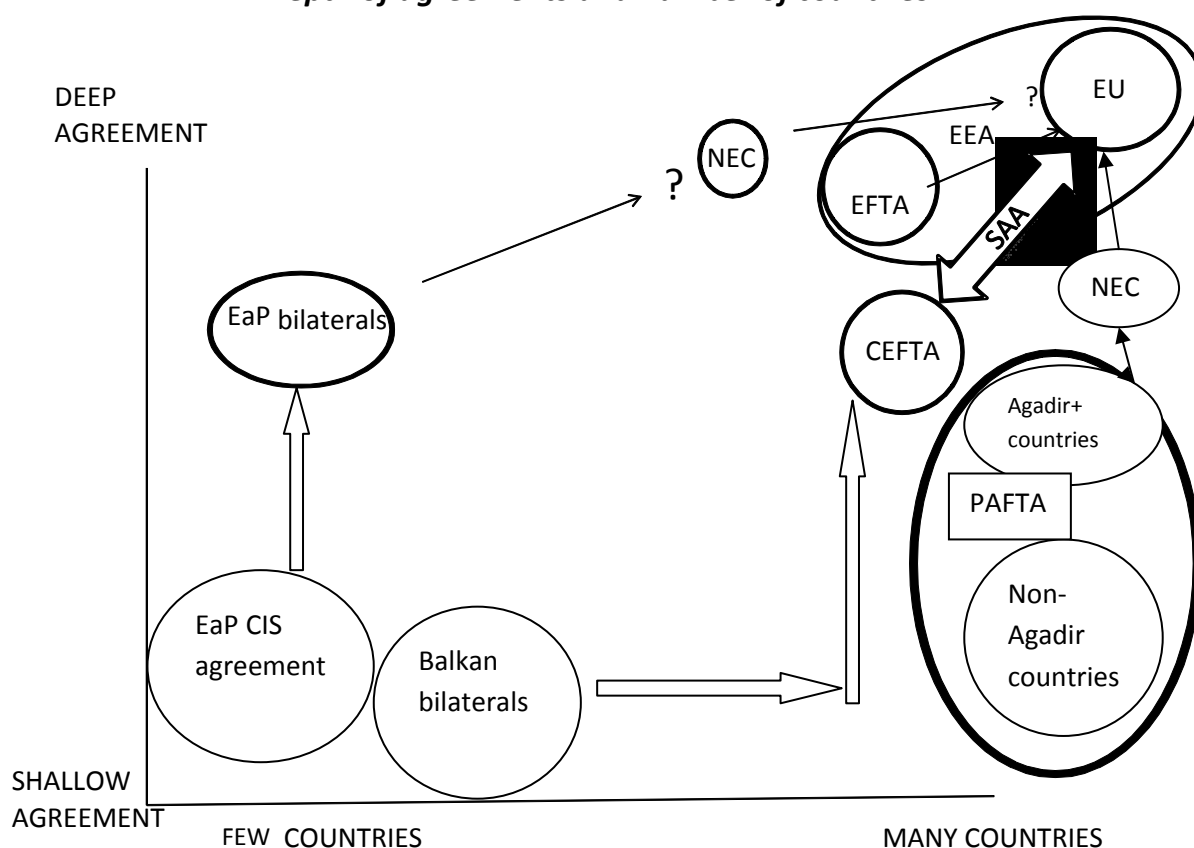 DEEP
AGREEMENT
?
EU
EEA
NEC
?
EFTA
SAA
NEC
EaP bilaterals
CEFTA
Agadir+
countries
PAFTA
EaP CIS
agreement
Balkan
bilaterals
Non-
Agadir
countries
SHALLOW
AGREEMENT
FEW COUNTRIES
MANY COUNTRIES